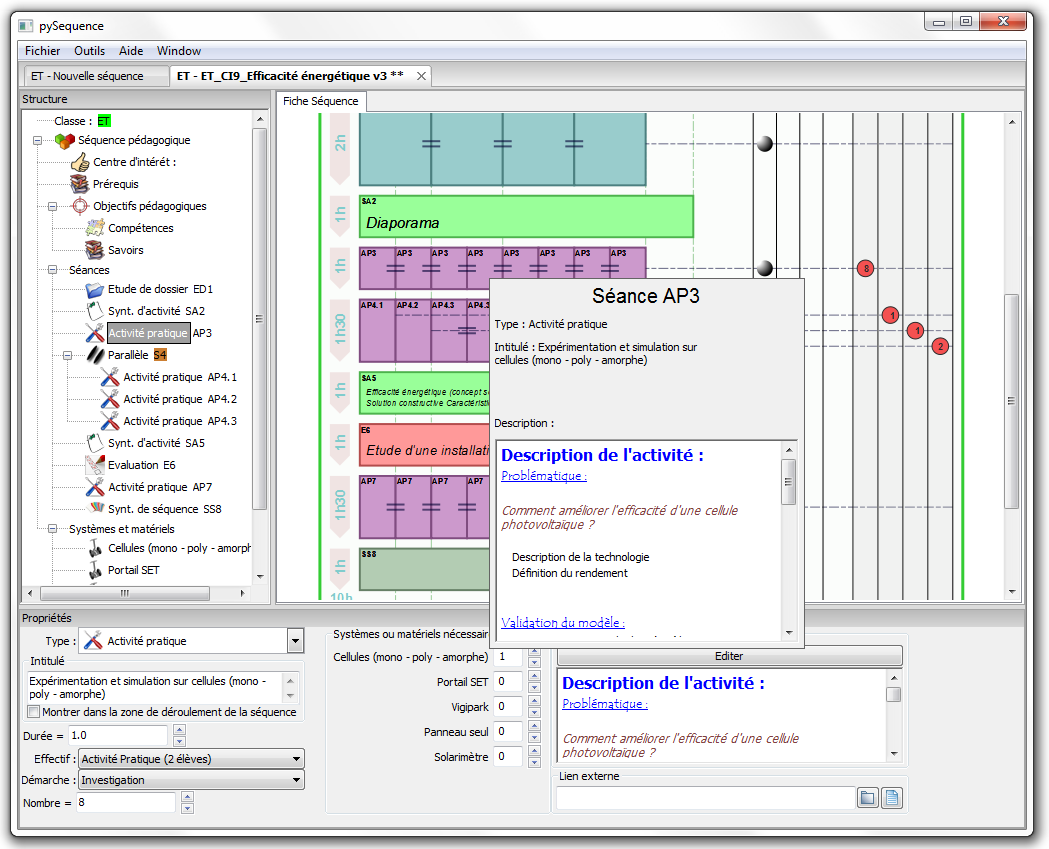 pySequence
Fichier Outils Aide Window
ET - Nouvelle séquence
ET - ET_CI9_Efficacité énergétique v3 **
Structure
Classe : ET
Séquence pédagogique
Centre d'intérêt :
Prérequis
Objectifs pédagogiques
Compétences
Savoirs
Séances
Etude de dossier ED1
Synt. d'activité SA2
Activité pratique AP3
Parallèle S4
Activité pratique AP4.1
Activité pratique AP4.2
Activité pratique AP4.3
Synt. d'activité SA5
Evaluation E6
Activité pratique AP7
Synt. de séquence SS8
Systèmes et matériels
Cellules (mono - poly - amorph
Portail SET
Fiche Séquence
2h
1h
SA2
Diaporama
1h
AP3 AP3 AP3 AP3 AP3 AP3 AP3 AP3
8
1h30
AP4.1 AP4.2 AP4.3 AP4.3
1
1
2
1h
SA5
Efficacité énergétique (concept s
Solution constructive Caractérist
1h
E6
Etude d'une installati
1h30
AP7 AP7 AP7 AP7
1h
SS8
10h
Séance AP3
Type : Activité pratique
Intitulé : Expérimentation et simulation sur
cellules (mono - poly - amorphe)
Description :
Description de l'activité :
Problématique :
Comment améliorer l'efficacité d'une cellule
photovoltaïque ?
Description de la technologie
Définition du rendement
Validation du modèle :
Propriétés
Type : Activité pratique
Intitulé
Expérimentation et simulation sur cellules (mono -
poly - amorphe)
Montrer dans la zone de déroulement de la séquence
Durée = 1.0
Effectif : Activité Pratique (2 élèves)
Démarche : Investigation
Nombre = 8
Systèmes ou matériels nécessair
Cellules (mono - poly - amorphe) 1
Portail SET 0
Vigipark 0
Panneau seul 0
Solarimètre 0
Editer
Description de l'activité :
Problématique :
Comment améliorer l'efficacité d'une cellule
photovoltaïque ?
Lien externe